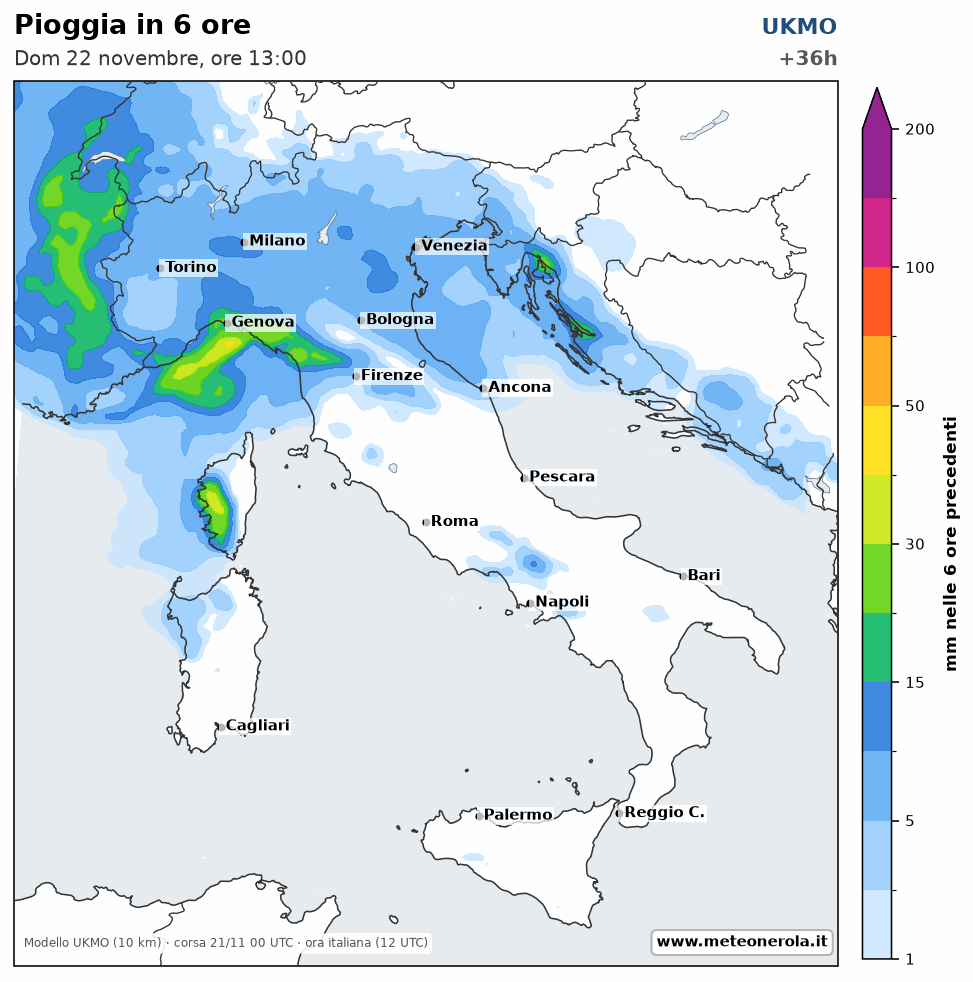 Pioggia in 6 ore
UKMO
Dom 22 novembre, ore 13:00
+36h
Milano
Venezia
Torino
Genova
Bologna
Firenze
Ancona
Pescara
Roma
Bari
Napoli
Cagliari
Palermo
Reggio C.
200
100
50
30
15
5
1
mm nelle 6 ore precedenti
Modello UKMO (10 km) · corsa 21/11 00 UTC · ora italiana (12 UTC)
www.meteonerola.it